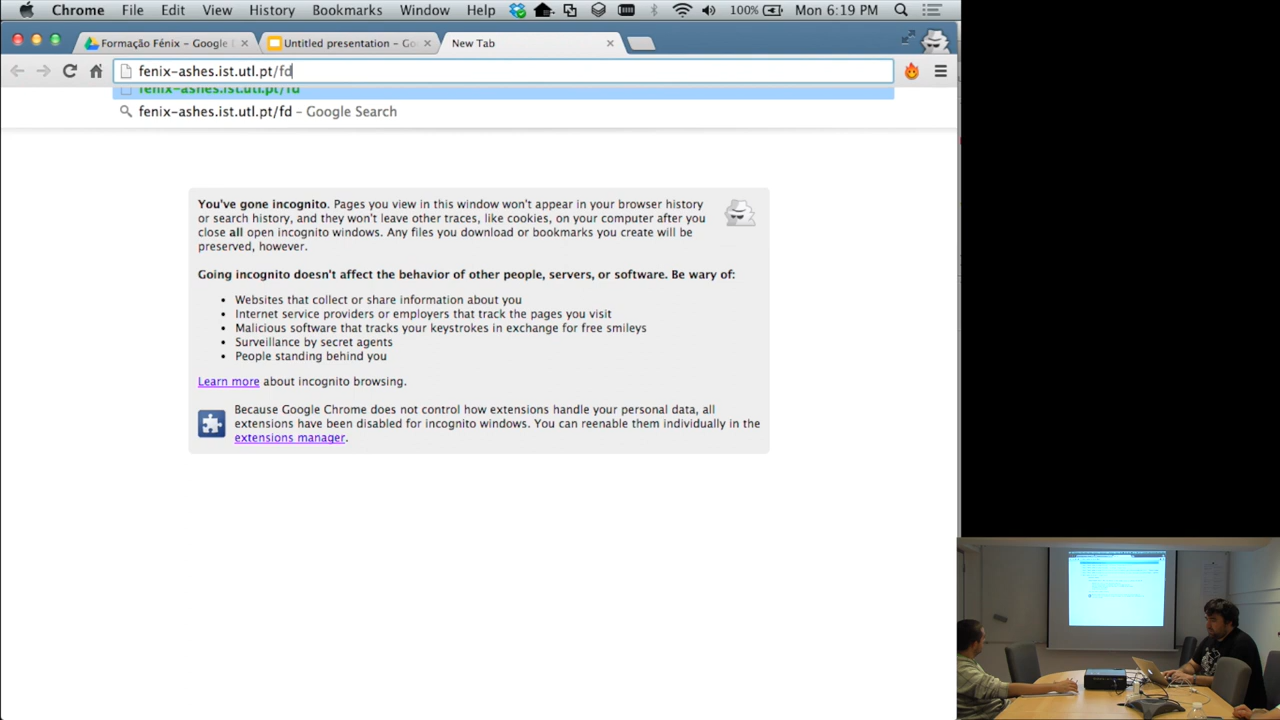 Chrome File Edit View History Bookmarks Window Help 100% Mon 6:19 PM
Formação Fénix – Google D Untitled presentation – Go New Tab
fenix-ashes.ist.utl.pt/fd
fenix-ashes.ist.utl.pt/fd
fenix-ashes.ist.utl.pt/fd – Google Search
You've gone incognito. Pages you view in this window won't appear in your browser history
or search history, and they won't leave other traces, like cookies, on your computer after you
close all open incognito windows. Any files you download or bookmarks you create will be
preserved, however.
Going incognito doesn't affect the behavior of other people, servers, or software. Be wary of:
• Websites that collect or share information about you
• Internet service providers or employers that track the pages you visit
• Malicious software that tracks your keystrokes in exchange for free smileys
• Surveillance by secret agents
• People standing behind you
Learn more about incognito browsing.
Because Google Chrome does not control how extensions handle your personal data, all
extensions have been disabled for incognito windows. You can reenable them individually in the
extensions manager.